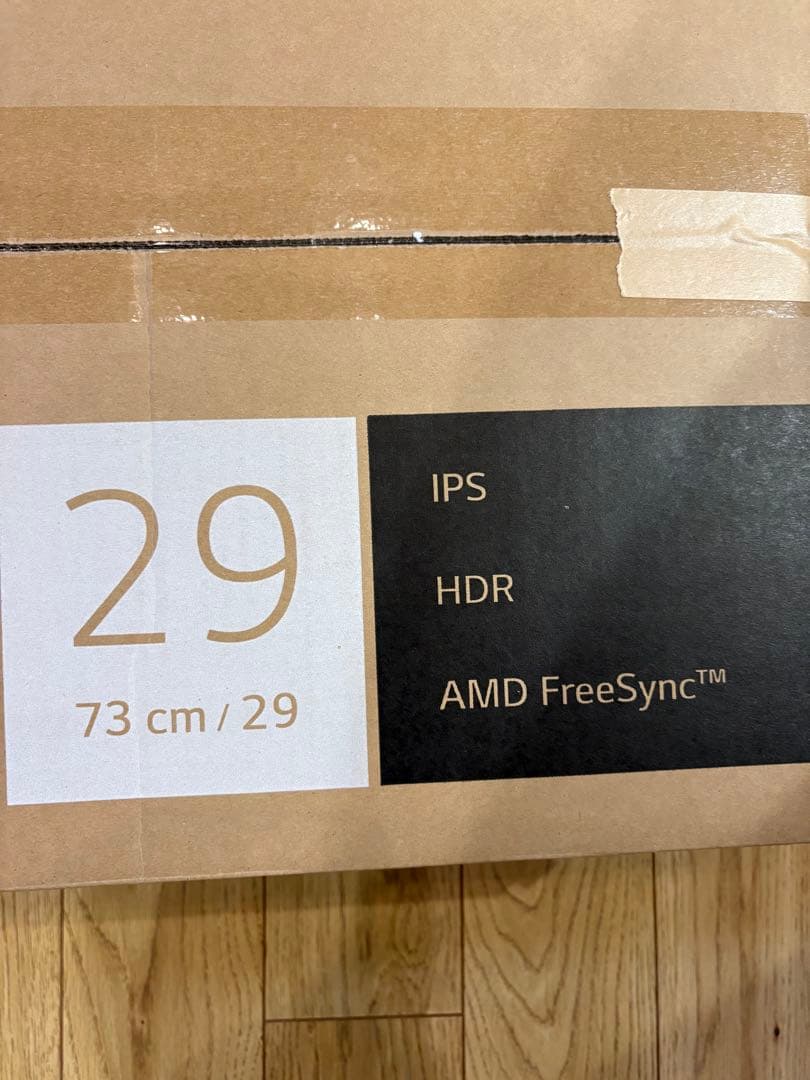 29
73 cm / 29
IPS
HDR
AMD FreeSync™